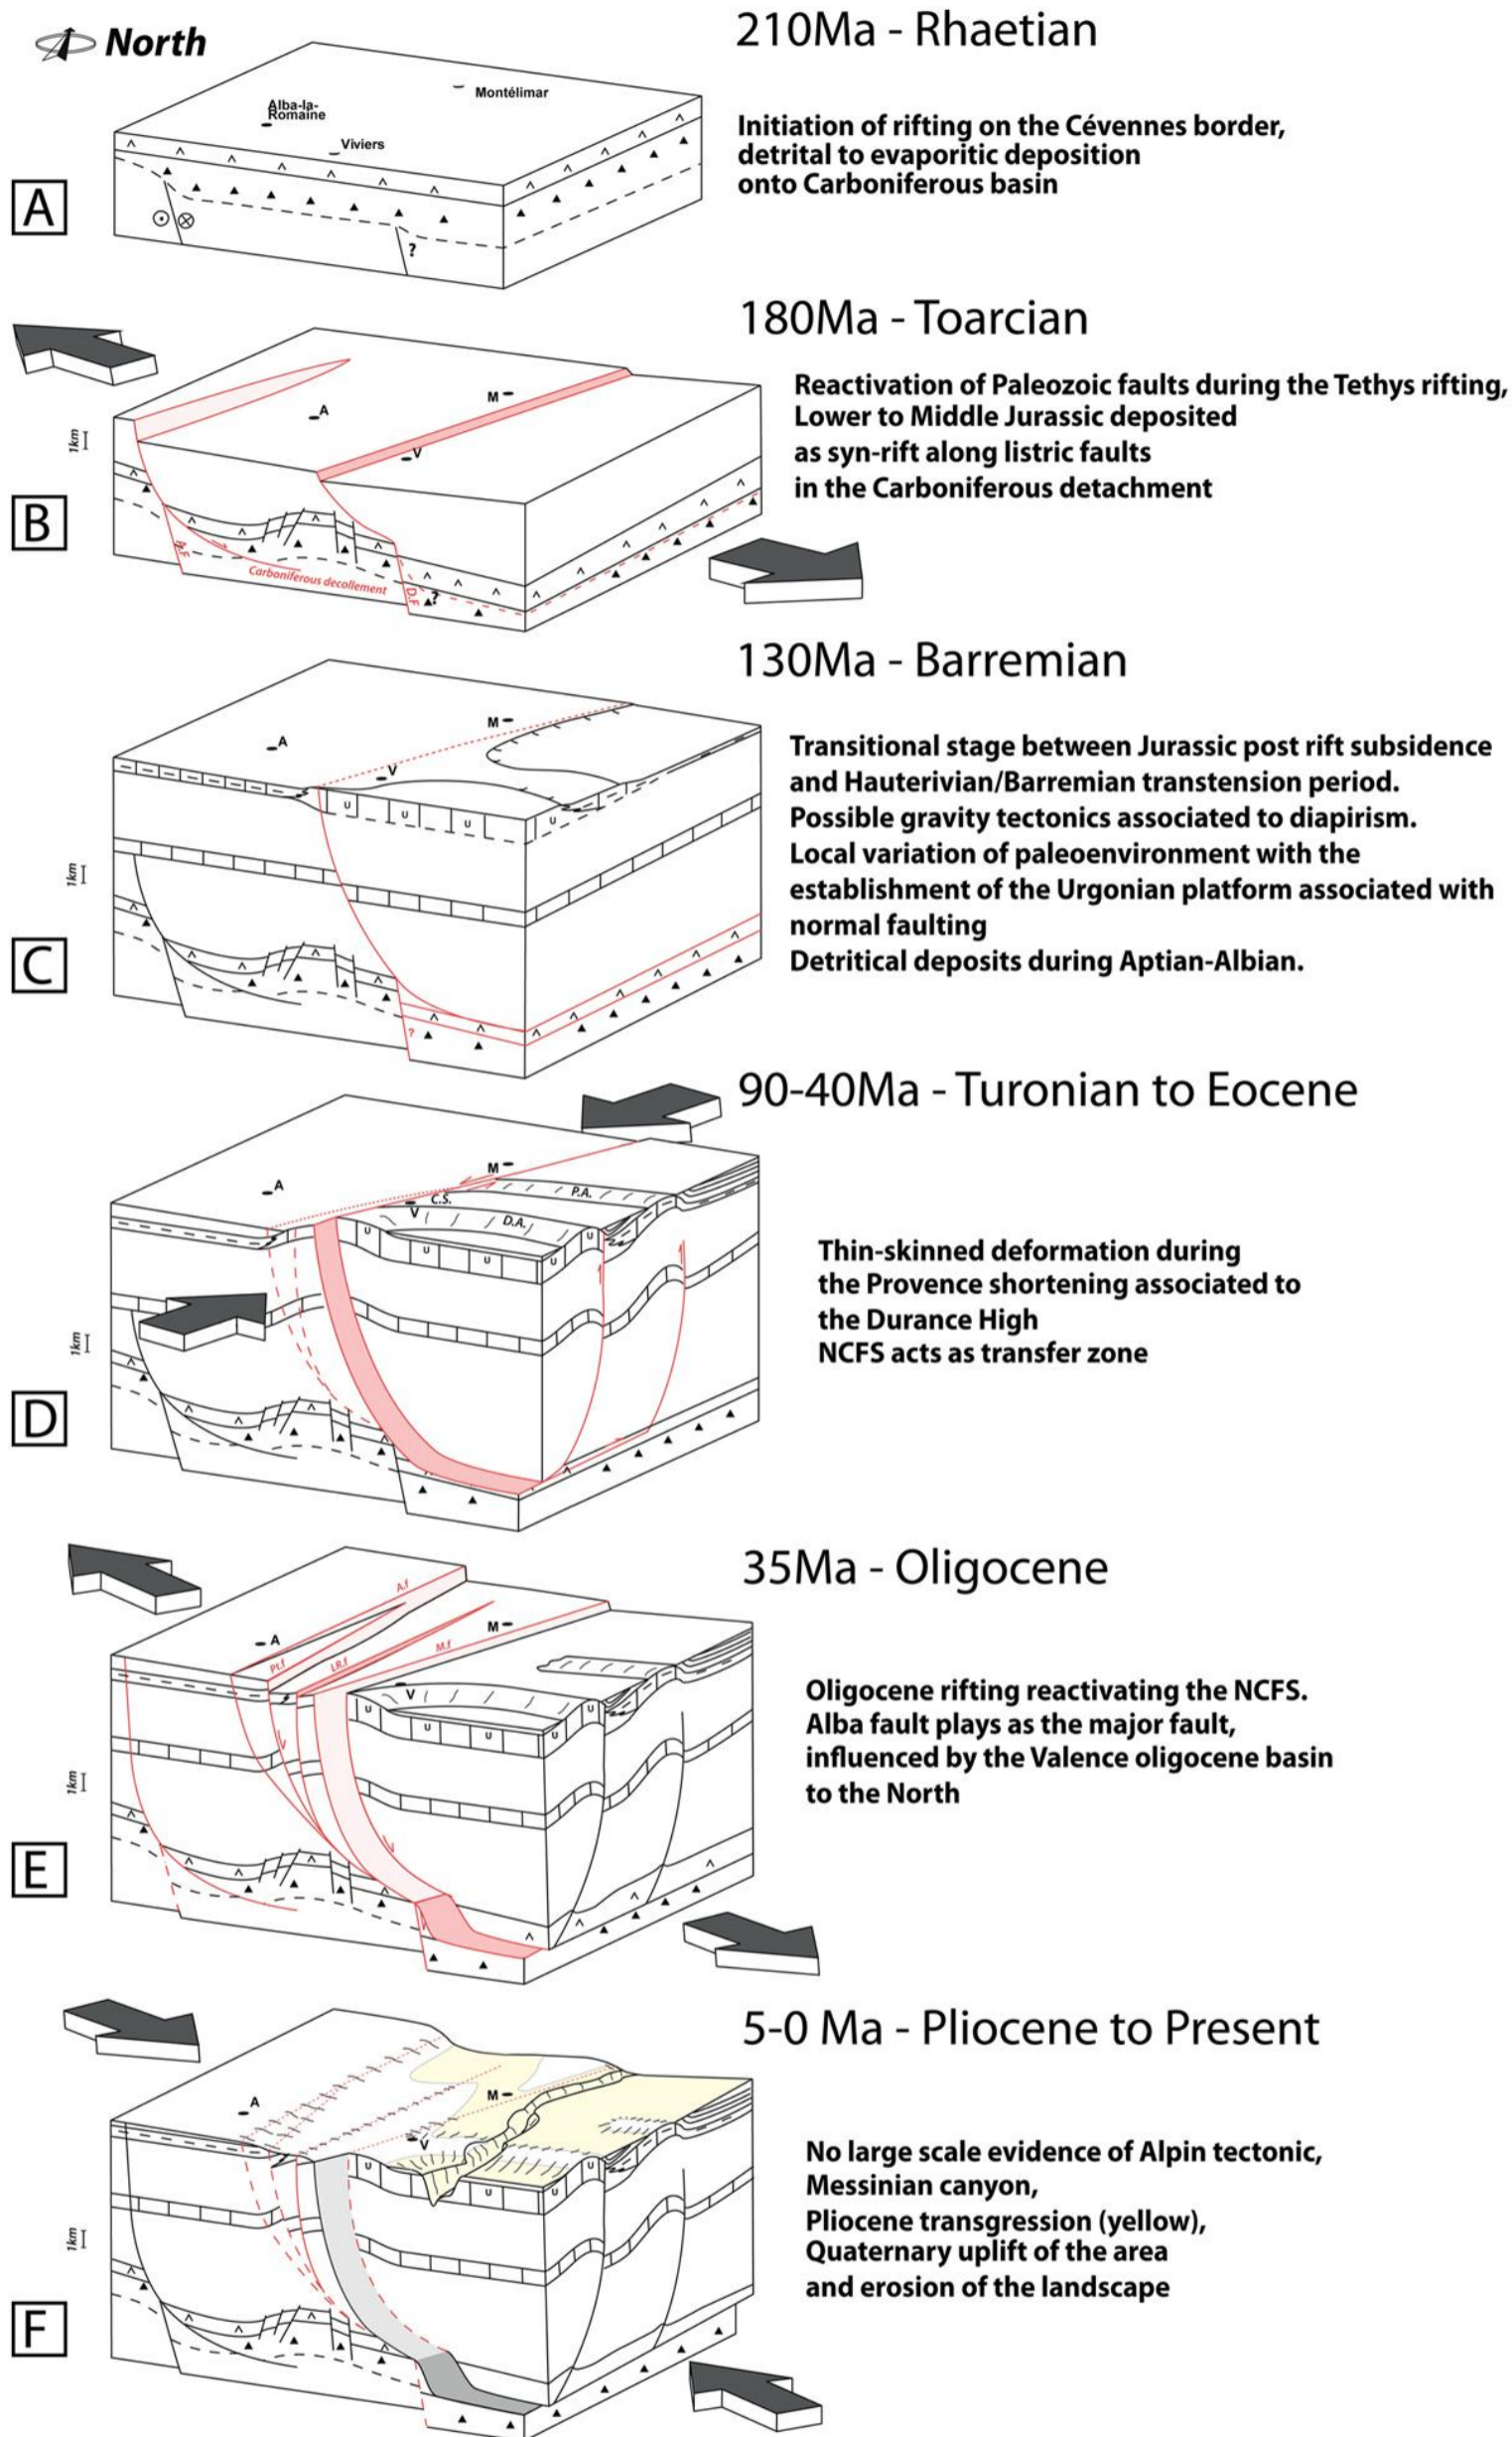 North
210Ma - Rhaetian
Alba-la-
Romaine
Montélimar
Viviers
Initiation of rifting on the Cévennes border,
detrital to evaporitic deposition
onto Carboniferous basin
A
?
180Ma - Toarcian
M
A
V
1km
Reactivation of Paleozoic faults during the Tethys rifting,
Lower to Middle Jurassic deposited
as syn-rift along listric faults
in the Carboniferous detachment
B
A.F
Carboniferous decollement
D.F
?
130Ma - Barremian
M
A
V
U U U U
1km
Transitional stage between Jurassic post rift subsidence
and Hauterivian/Barremian transtension period.
Possible gravity tectonics associated to diapirism.
Local variation of paleoenvironment with the
establishment of the Urgonian platform associated with
normal faulting
Detritical deposits during Aptian-Albian.
C
?
90-40Ma - Turonian to Eocene
M
A
C.S.
P.A.
V
D.A.
U U U U U
1km
Thin-skinned deformation during
the Provence shortening associated to
the Durance High
NCFS acts as transfer zone
D
35Ma - Oligocene
A.f
M
A
Pt.f
LR.f
M.f
V
U U U U U
1km
Oligocene rifting reactivating the NCFS.
Alba fault plays as the major fault,
influenced by the Valence oligocene basin
to the North
E
5-0 Ma - Pliocene to Present
M
A
V
U U U U
1km
No large scale evidence of Alpin tectonic,
Messinian canyon,
Pliocene transgression (yellow),
Quaternary uplift of the area
and erosion of the landscape
F